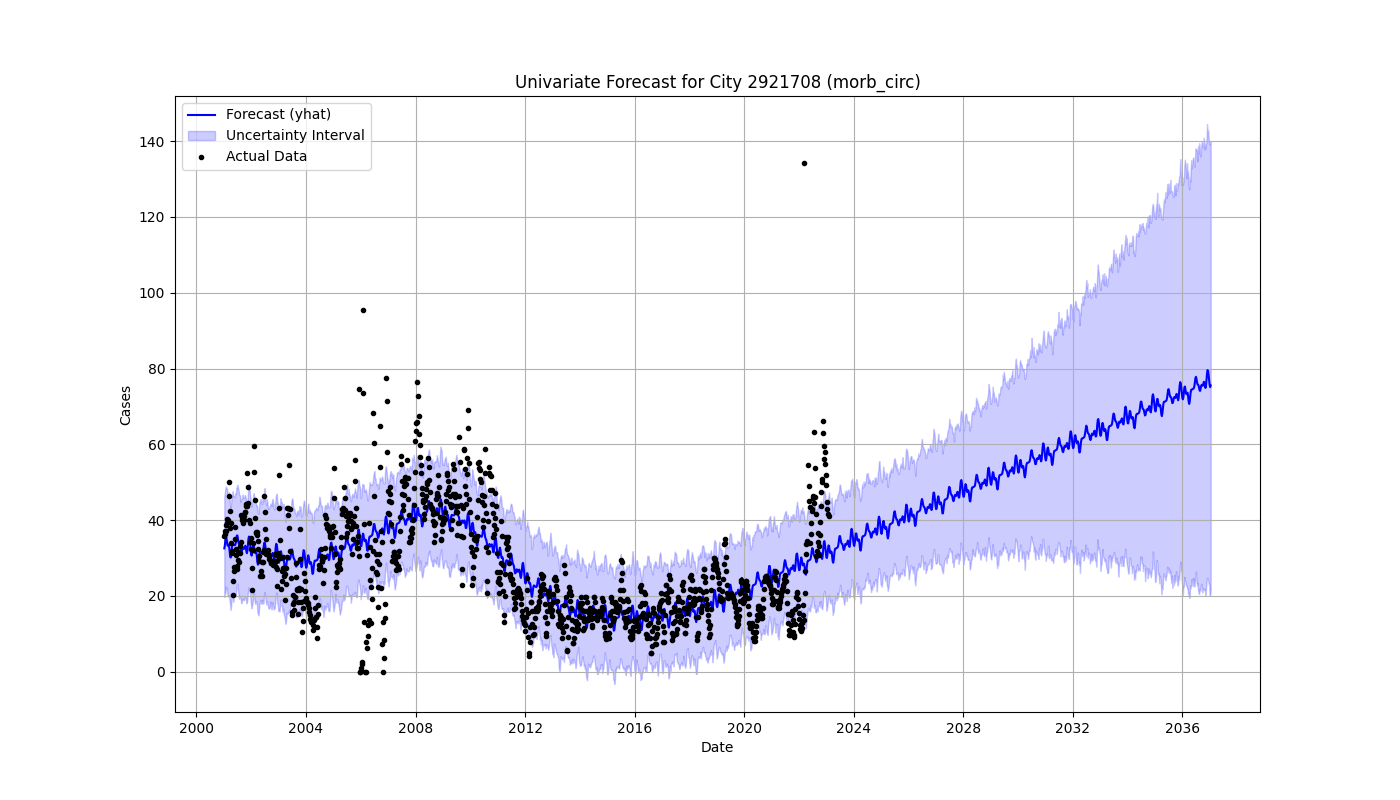 Univariate Forecast for City 2921708 (morb_circ)
Forecast (yhat)
Uncertainty Interval
Actual Data
140
120
100
80
60
40
20
0
Cases
2000 2004 2008 2012 2016 2020 2024 2028 2032 2036
Date